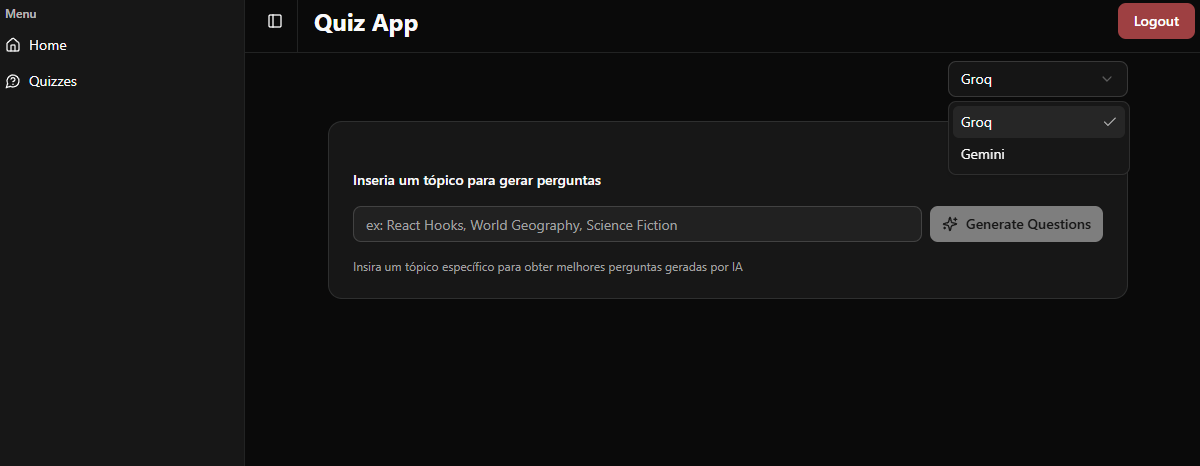 Menu
Home
Quizzes
Quiz App
Logout
Groq
Groq
Gemini
Inseria um tópico para gerar perguntas
ex: React Hooks, World Geography, Science Fiction
Generate Questions
Insira um tópico específico para obter melhores perguntas geradas por IA